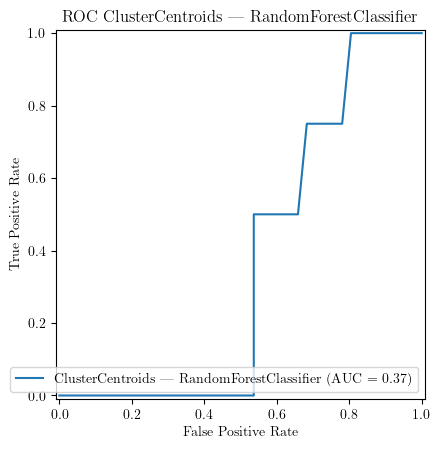 ROC ClusterCentroids — RandomForestClassifier
1.0
0.8
0.6
0.4
0.2
0.0
True Positive Rate
ClusterCentroids — RandomForestClassifier (AUC = 0.37)
0.0 0.2 0.4 0.6 0.8 1.0
False Positive Rate